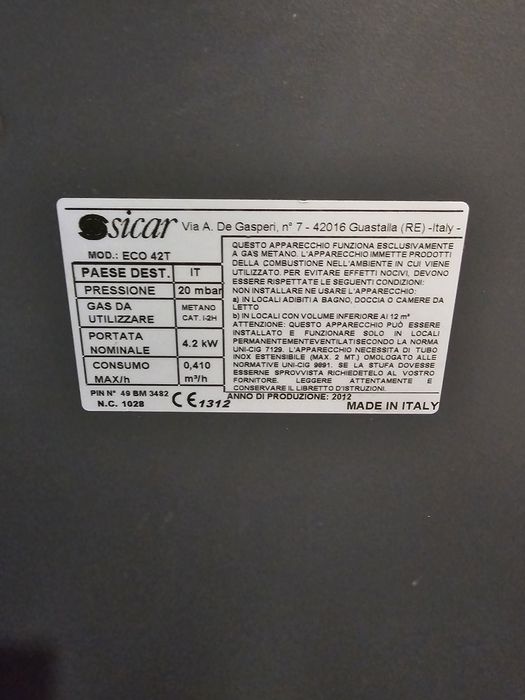 sicar Via A. De Gasperi, n° 7 - 42016 Guastalla (RE) -Italy -
MOD.: ECO 42T
PAESE DEST. IT
PRESSIONE 20 mbar
GAS DA UTILIZZARE METANO CAT. I-2H
PORTATA NOMINALE 4.2 kW
CONSUMO MAX/h 0,410 m³/h
PIN N° 49 BM 3482
N.C. 1028
CE 1312
QUESTO APPARECCHIO FUNZIONA ESCLUSIVAMENTE
A GAS METANO. L'APPARECCHIO IMMETTE PRODOTTI
DELLA COMBUSTIONE NELL'AMBIENTE IN CUI VIENE
UTILIZZATO. PER EVITARE EFFETTI NOCIVI, DEVONO
ESSERE RISPETTATE LE SEGUENTI CONDIZIONI:
NON INSTALLARE NE USARE L'APPARECCHIO:
a) IN LOCALI ADIBITI A BAGNO, DOCCIA O CAMERE DA
LETTO
b) IN LOCALI CON VOLUME INFERIORE AI 12 m³
ATTENZIONE: QUESTO APPARECCHIO PUÒ ESSERE
INSTALLATO E FUNZIONARE SOLO IN LOCALI
PERMANENTEMENTEVENTILATISECONDO LA NORMA
UNI-CIG 7129. L'APPARECCHIO NECESSITA DI TUBO
INOX ESTENSIBILE (MAX. 2 MT.) OMOLOGATO ALLE
NORMATIVE UNI-CIG 9891. SE LA STUFA DOVESSE
ESSERNE SPROVVISTA RICHIEDETELO AL VOSTRO
FORNITORE. LEGGERE ATTENTAMENTE E
CONSERVARE IL LIBRETTO D'ISTRUZIONI.
ANNO DI PRODUZIONE: 2012
MADE IN ITALY